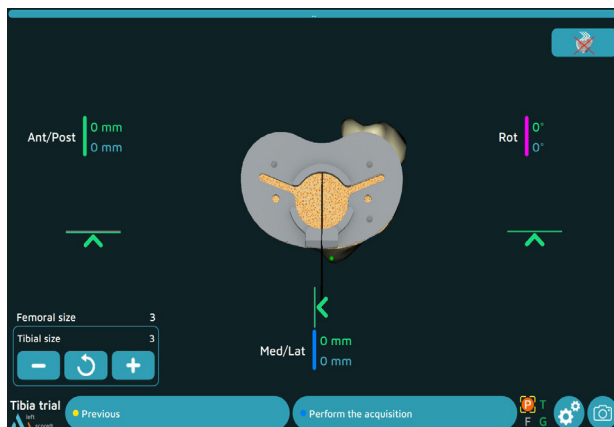 Ant/Post
0 mm
0 mm
Rot
0°
0°
Med/Lat
0 mm
0 mm
Femoral size 3
Tibial size 3
Tibia trial
left
Previous
Perform the acquisition
P T
F G